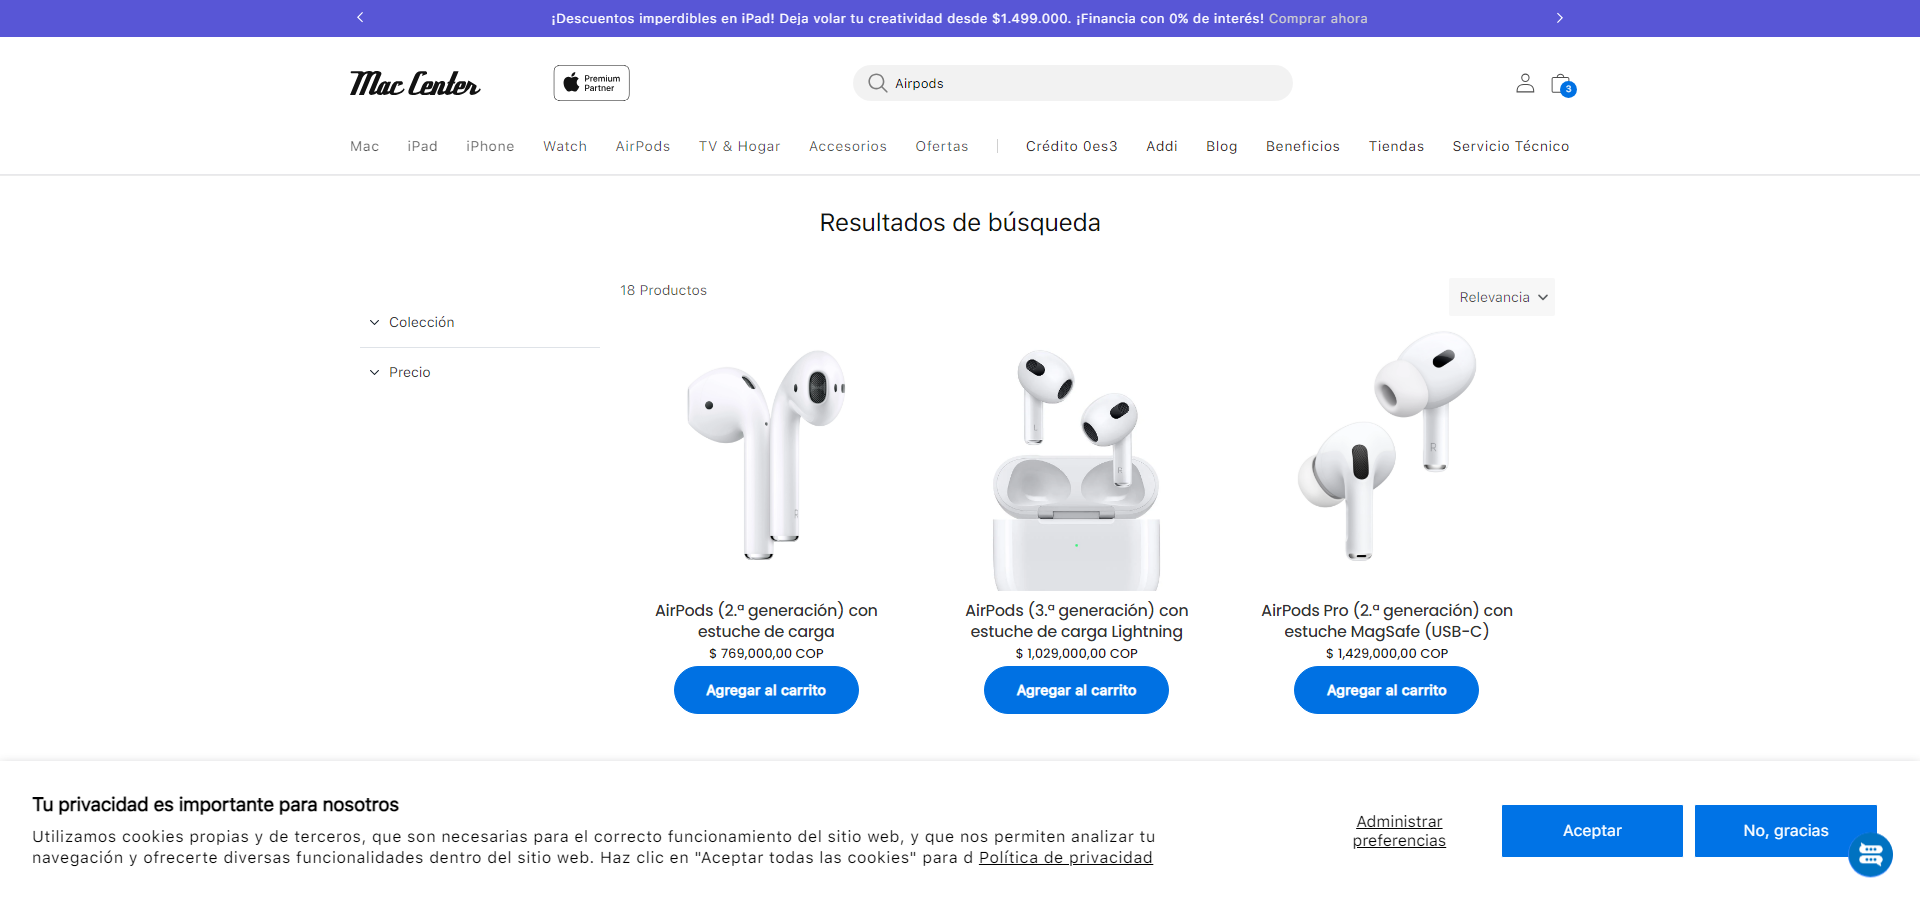 ¡Descuentos imperdibles en iPad! Deja volar tu creatividad desde $1.499.000. ¡Financia con 0% de interés! Comprar ahora
Mac Center
Premium
Partner
Airpods
3
Mac iPad iPhone Watch AirPods TV & Hogar Accesorios Ofertas Crédito 0es3 Addi Blog Beneficios Tiendas Servicio Técnico
Resultados de búsqueda
18 Productos
Relevancia
Colección
Precio
AirPods (2.ª generación) con
estuche de carga
$ 769,000,00 COP
Agregar al carrito
AirPods (3.ª generación) con
estuche de carga Lightning
$ 1,029,000,00 COP
Agregar al carrito
AirPods Pro (2.ª generación) con
estuche MagSafe (USB-C)
$ 1,429,000,00 COP
Agregar al carrito
Tu privacidad es importante para nosotros
Utilizamos cookies propias y de terceros, que son necesarias para el correcto funcionamiento del sitio web, y que nos permiten analizar tu
navegación y ofrecerte diversas funcionalidades dentro del sitio web. Haz clic en "Aceptar todas las cookies" para d Política de privacidad
Administrar
preferencias
Aceptar
No, gracias